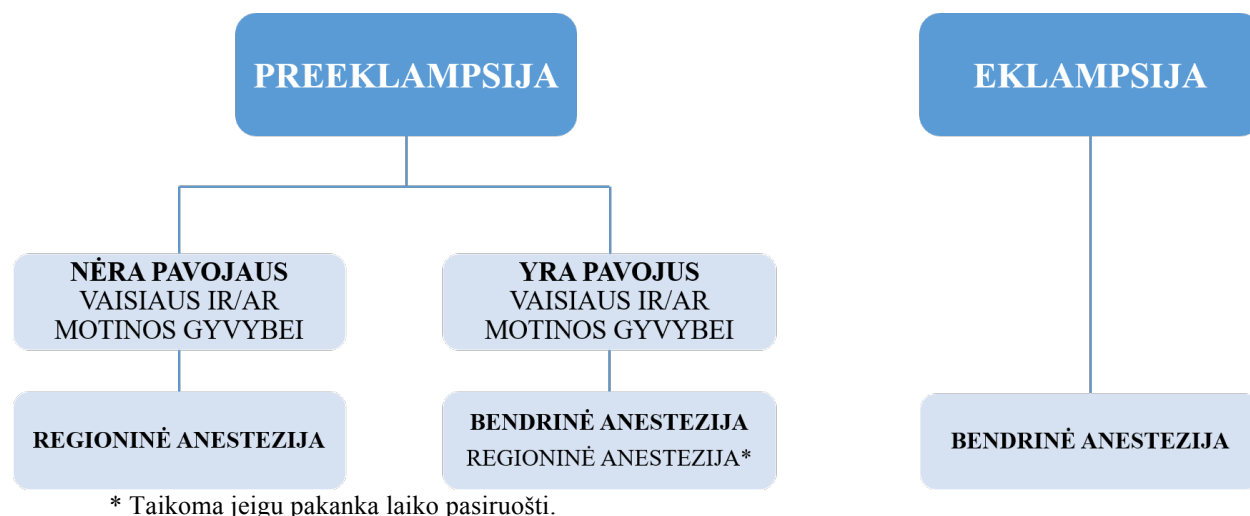 PREEKLAMPSIJA
EKLAMPSIJA
NĖRA PAVOJAUS
VAISIAUS IR/AR
MOTINOS GYVYBEI
YRA PAVOJUS
VAISIAUS IR/AR
MOTINOS GYVYBEI
REGIONINĖ ANESTEZIJA
BENDRINĖ ANESTEZIJA
REGIONINĖ ANESTEZIJA*
BENDRINĖ ANESTEZIJA
* Taikoma jeigu pakanka laiko pasiruošti.